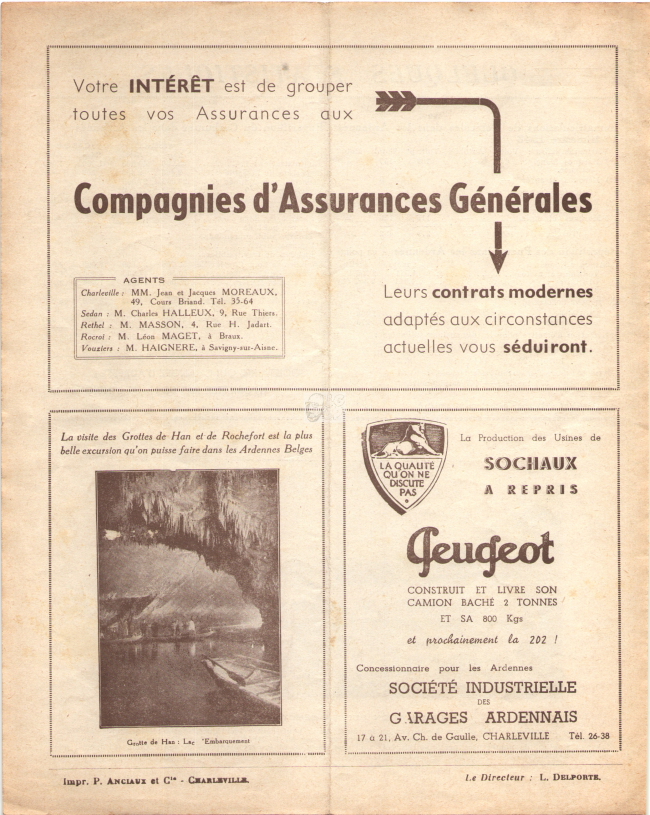 Votre INTÉRÊT est de grouper
toutes vos Assurances aux
Compagnies d'Assurances Générales
AGENTS
Charleville : MM. Jean et Jacques MOREAUX,
49, Cours Briand. Tél. 35-64
Sedan : M. Charles HALLEUX, 9, Rue Thiers.
Rethel : M. MASSON, 4, Rue H. Jadart.
Rocroi : M. Léon MAGET, à Braux.
Vouziers : M. HAIGNERE, à Savigny-sur-Aisne.
Leurs contrats modernes
adaptés aux circonstances
actuelles vous séduiront.
La visite des Grottes de Han et de Rochefort est la plus
belle excursion qu'on puisse faire dans les Ardennes Belges
Grotte de Han : Lac 'Embarquement
LA QUALITÉ
QU'ON NE
DISCUTE
PAS
La Production des Usines de
SOCHAUX
A REPRIS
Peugeot
CONSTRUIT ET LIVRE SON
CAMION BACHÉ 2 TONNES
ET SA 800 Kgs
et prochainement la 202 !
Concessionnaire pour les Ardennes
SOCIÉTÉ INDUSTRIELLE
DES
GARAGES ARDENNAIS
17 à 21, Av. Ch. de Gaulle, CHARLEVILLE Tél. 26-38
Impr. P. ANCIAUX et Cie - CHARLEVILLE.
Le Directeur : L. DELPORTE.